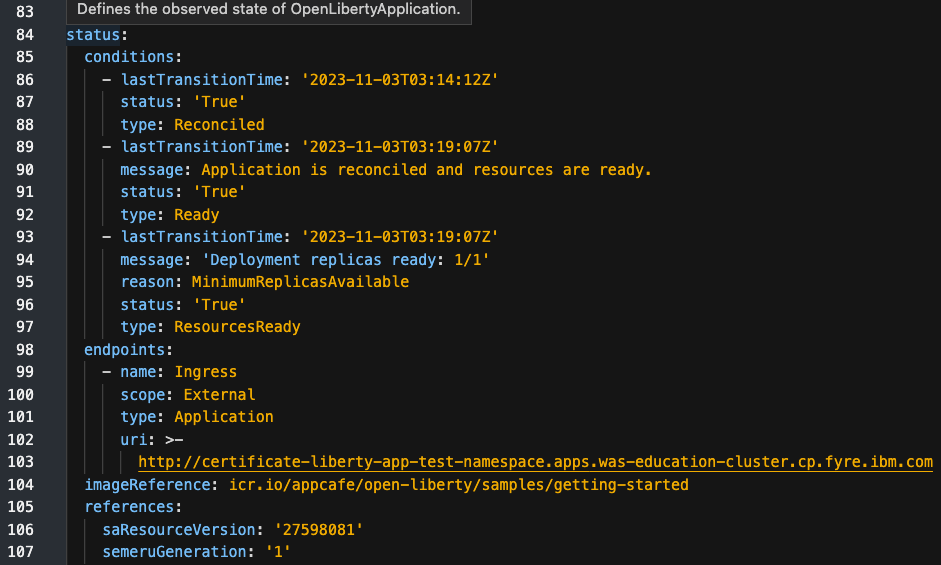 83
Defines the observed state of OpenLibertyApplication.
84 status:
85   conditions:
86     - lastTransitionTime: '2023-11-03T03:14:12Z'
87       status: 'True'
88       type: Reconciled
89     - lastTransitionTime: '2023-11-03T03:19:07Z'
90       message: Application is reconciled and resources are ready.
91       status: 'True'
92       type: Ready
93     - lastTransitionTime: '2023-11-03T03:19:07Z'
94       message: 'Deployment replicas ready: 1/1'
95       reason: MinimumReplicasAvailable
96       status: 'True'
97       type: ResourcesReady
98   endpoints:
99     - name: Ingress
100       scope: External
101       type: Application
102       uri: >-
103         http://certificate-liberty-app-test-namespace.apps.was-education-cluster.cp.fyre.ibm.com
104   imageReference: icr.io/appcafe/open-liberty/samples/getting-started
105   references:
106     saResourceVersion: '27598081'
107     semeruGeneration: '1'